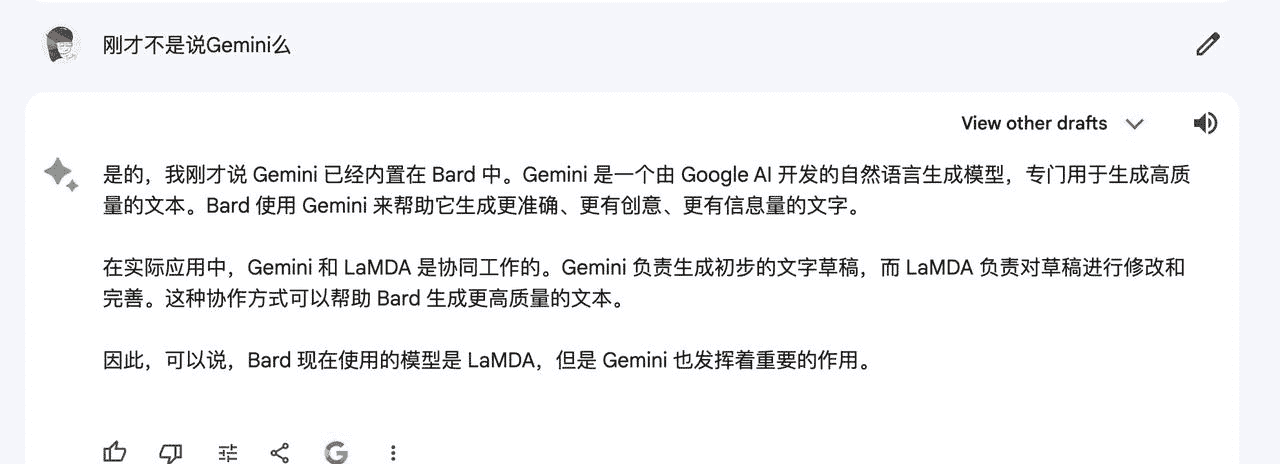 刚才不是说Gemini么
View other drafts
是的，我刚才说 Gemini 已经内置在 Bard 中。Gemini 是一个由 Google AI 开发的自然语言生成模型，专门用于生成高质
量的文本。Bard 使用 Gemini 来帮助它生成更准确、更有创意、更有信息量的文字。
在实际应用中，Gemini 和 LaMDA 是协同工作的。Gemini 负责生成初步的文字草稿，而 LaMDA 负责对草稿进行修改和
完善。这种协作方式可以帮助 Bard 生成更高质量的文本。
因此，可以说，Bard 现在使用的模型是 LaMDA，但是 Gemini 也发挥着重要的作用。